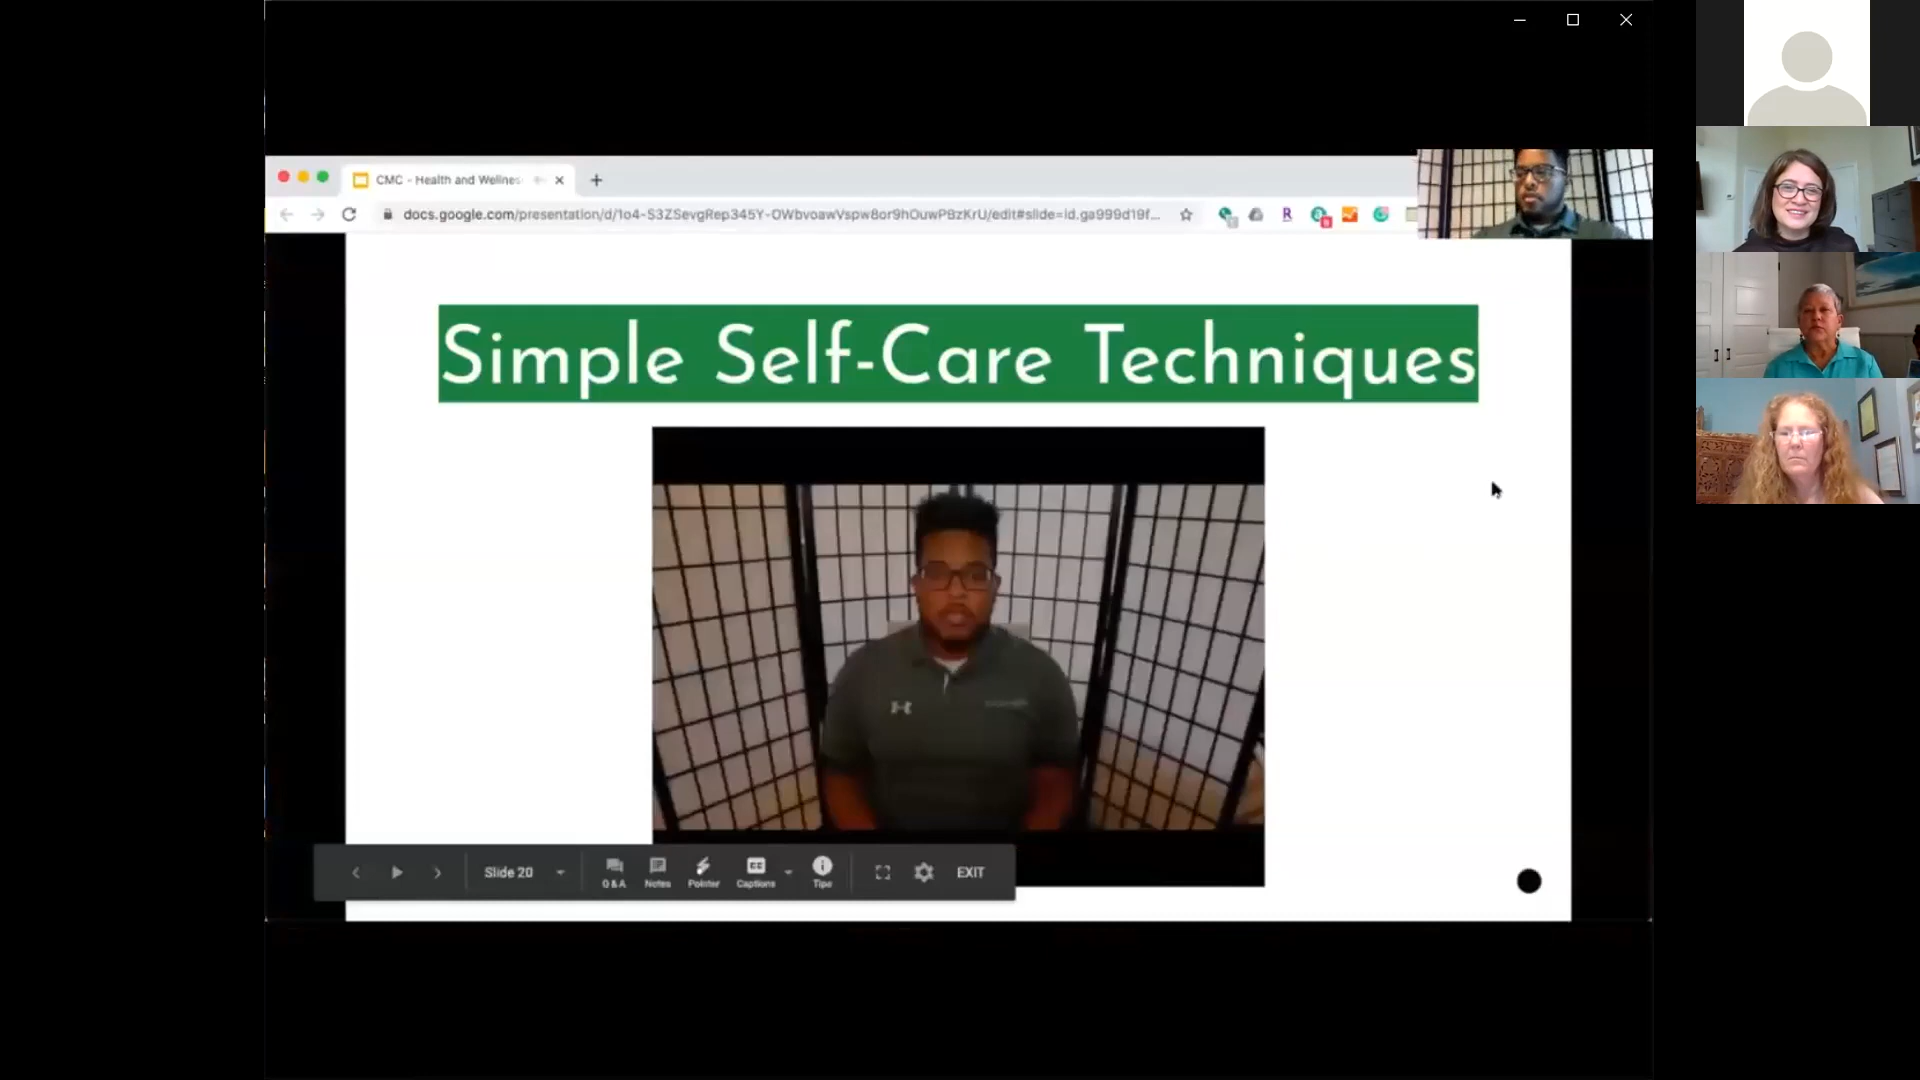 CMC - Health and Wellnes
docs.google.com/presentation/d/1o4-S3ZSevgRep345Y-OWbvoawVspw8or9hOuwPBzKrU/edit#slide=id.ga999d19f...
Simple Self-Care Techniques
Slide 20
Q&A
Notes
Pointer
Captions
Tips
EXIT